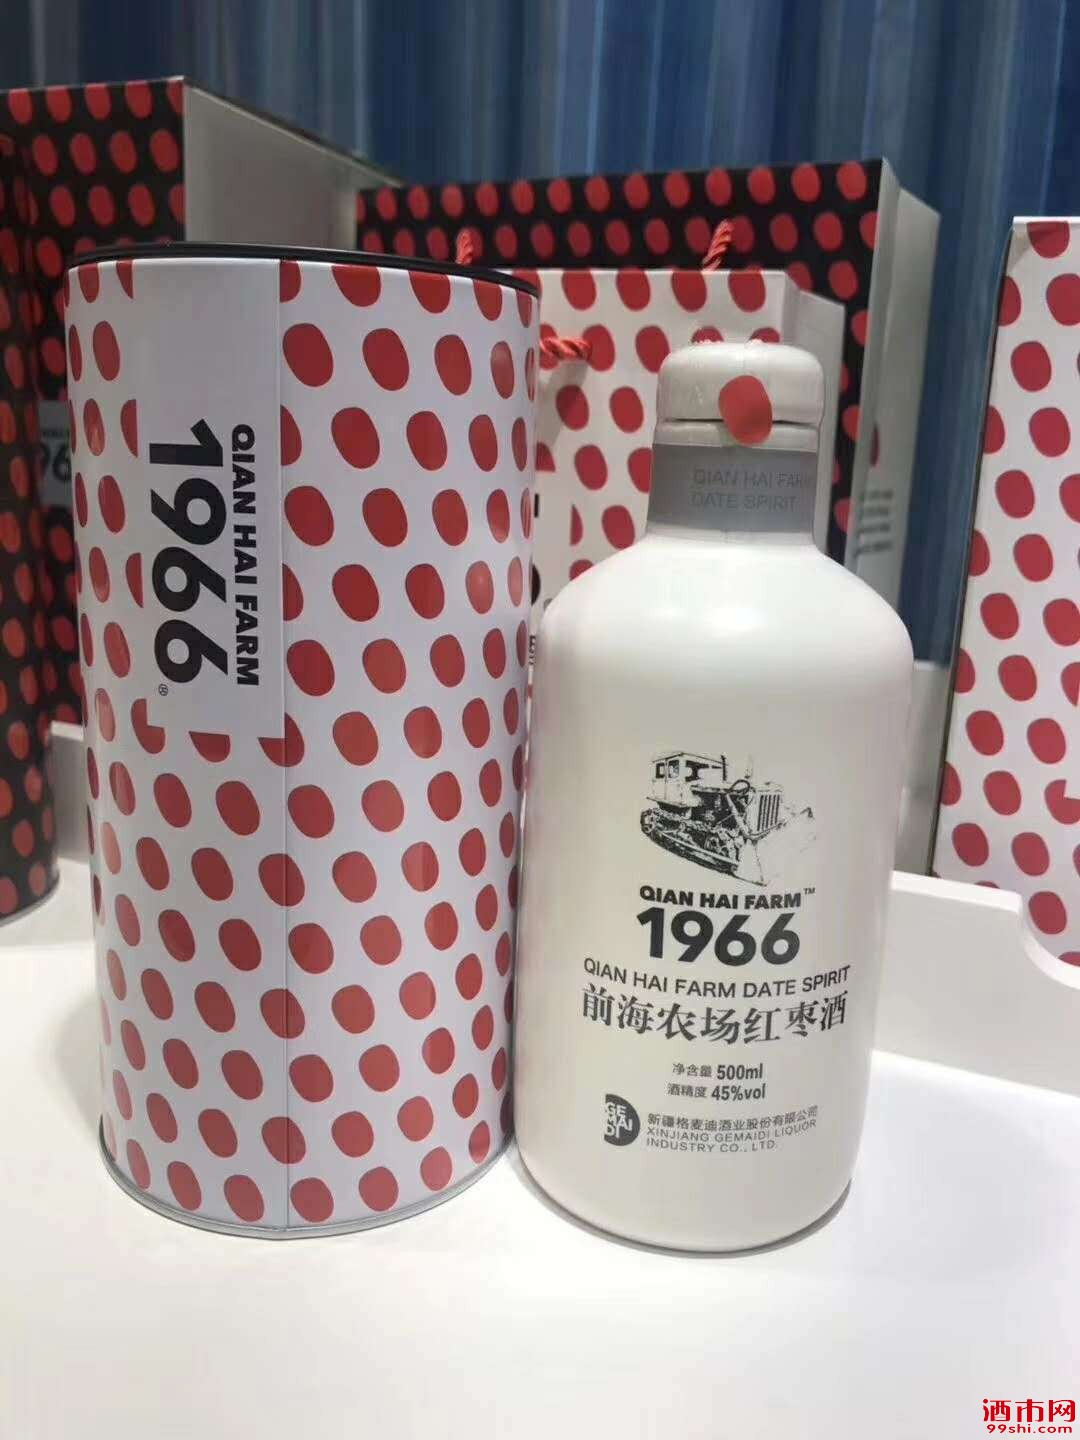 QIAN HAI FARM
1966
®
QIAN HAI FARM
DATE SPIRIT
QIAN HAI FARM™
1966
QIAN HAI FARM DATE SPIRIT
前海农场红枣酒
净含量 500ml
酒精度 45%vol
GE
MAI
DI
新疆格麦迪酒业股份有限公司
XINJIANG GEMAIDI LIQUOR
INDUSTRY CO., LTD.
酒市网
99shi.com